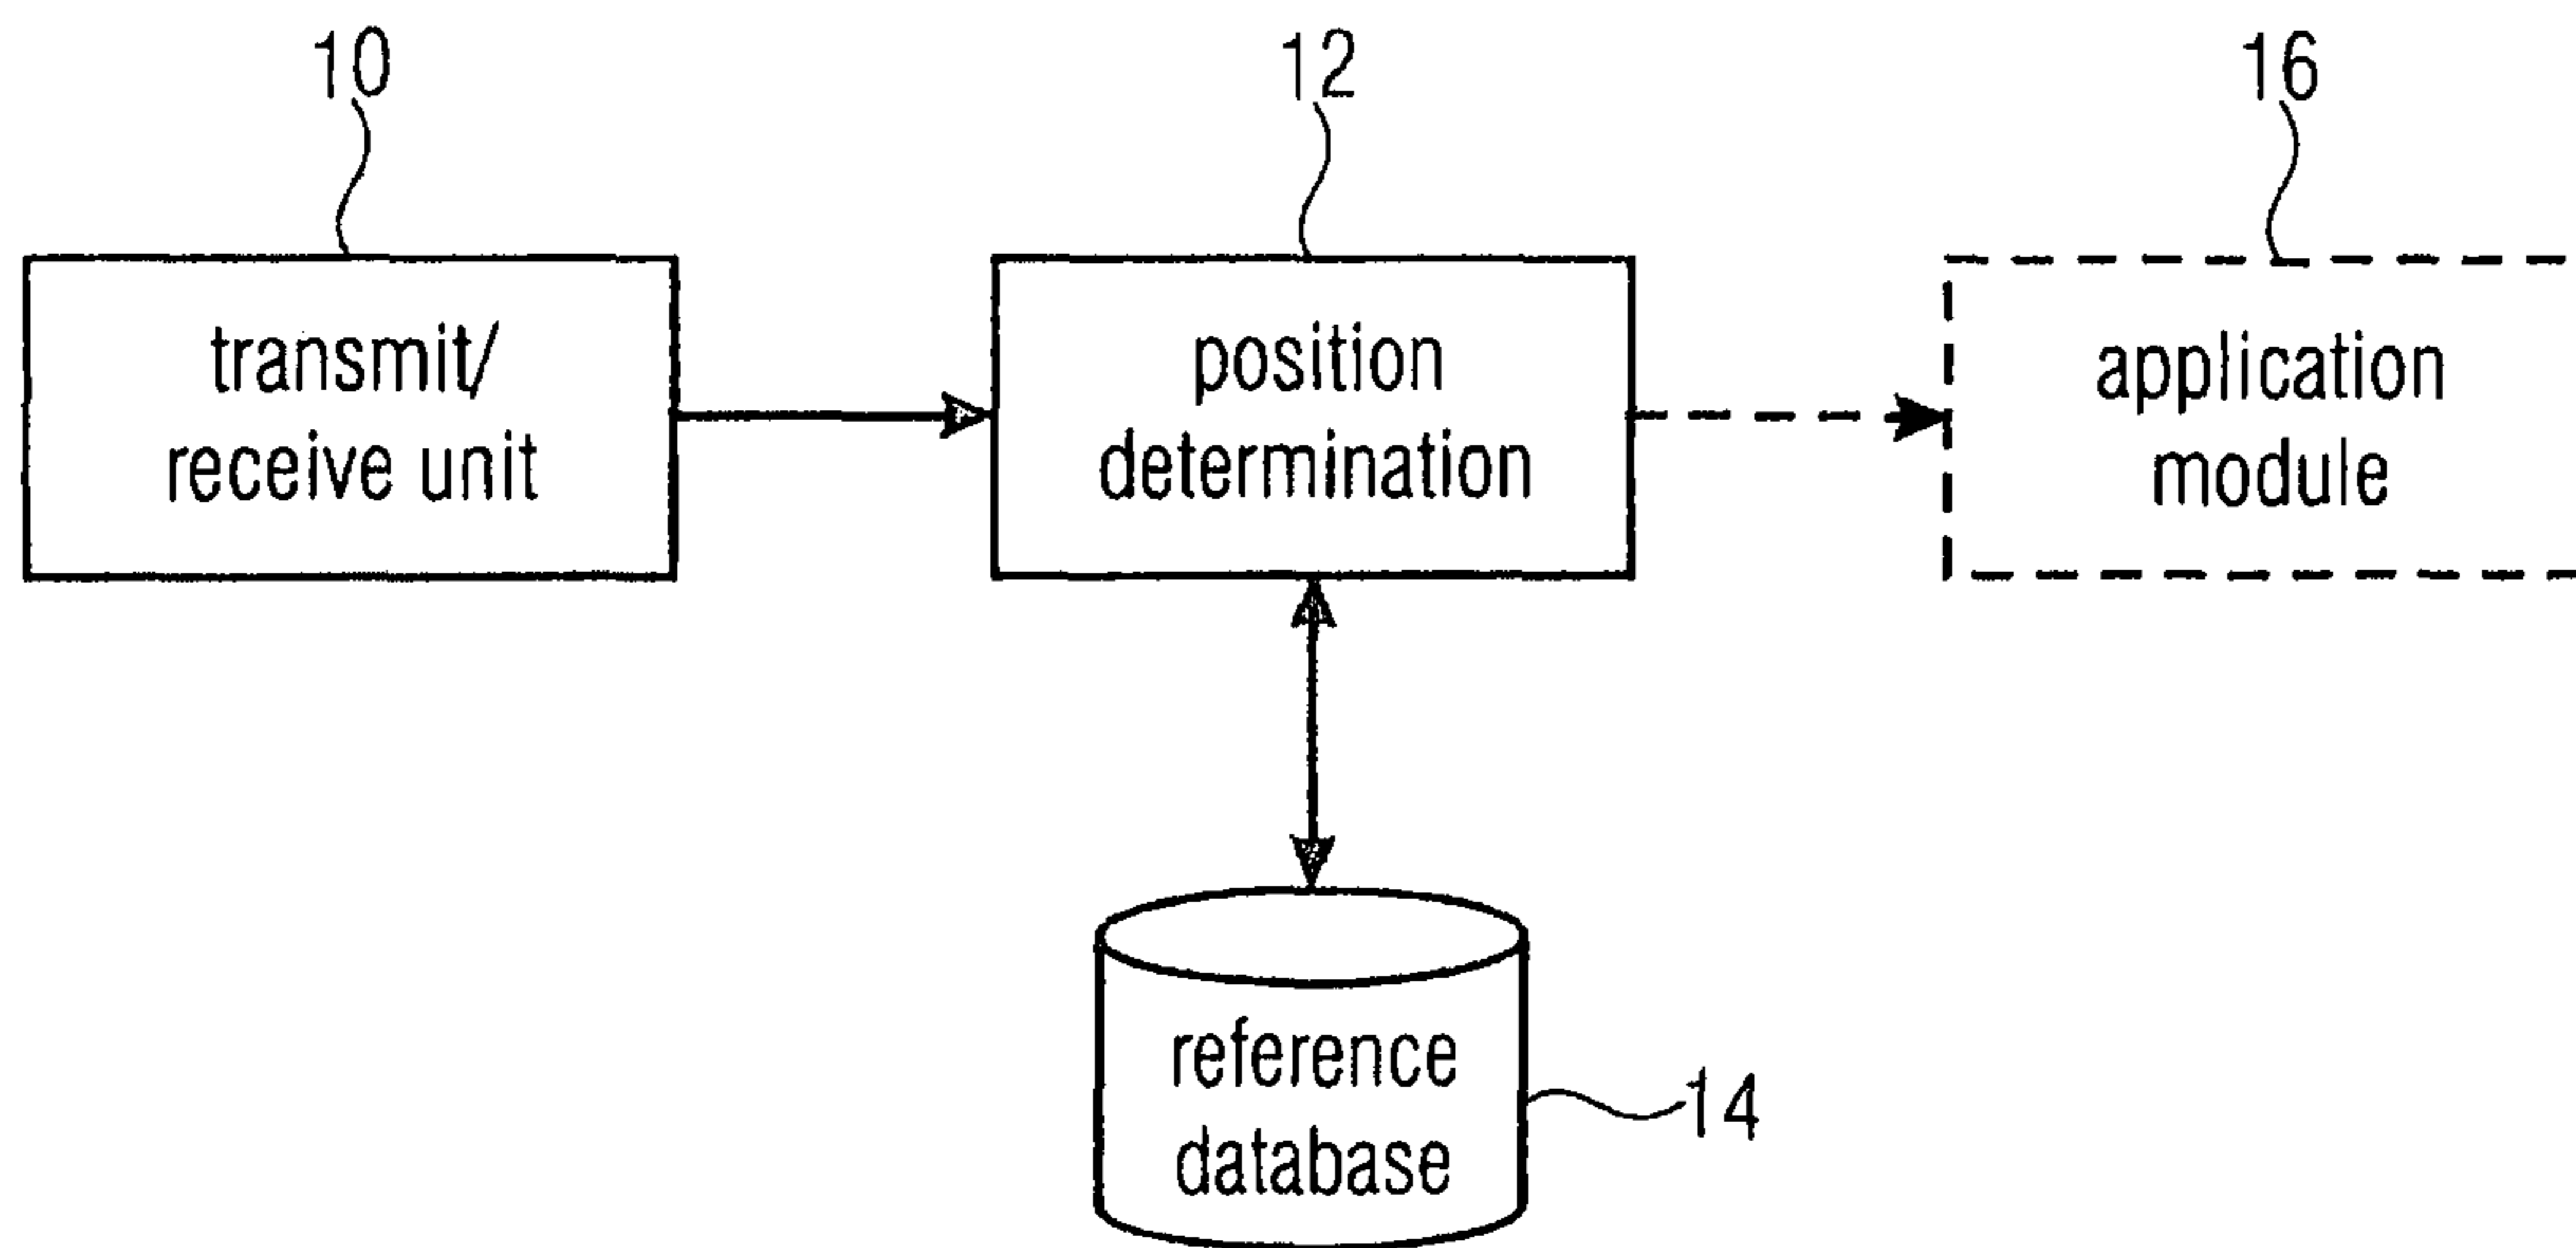 10
12
16
transmit/
receive unit
position
determination
application
module
reference
database
14